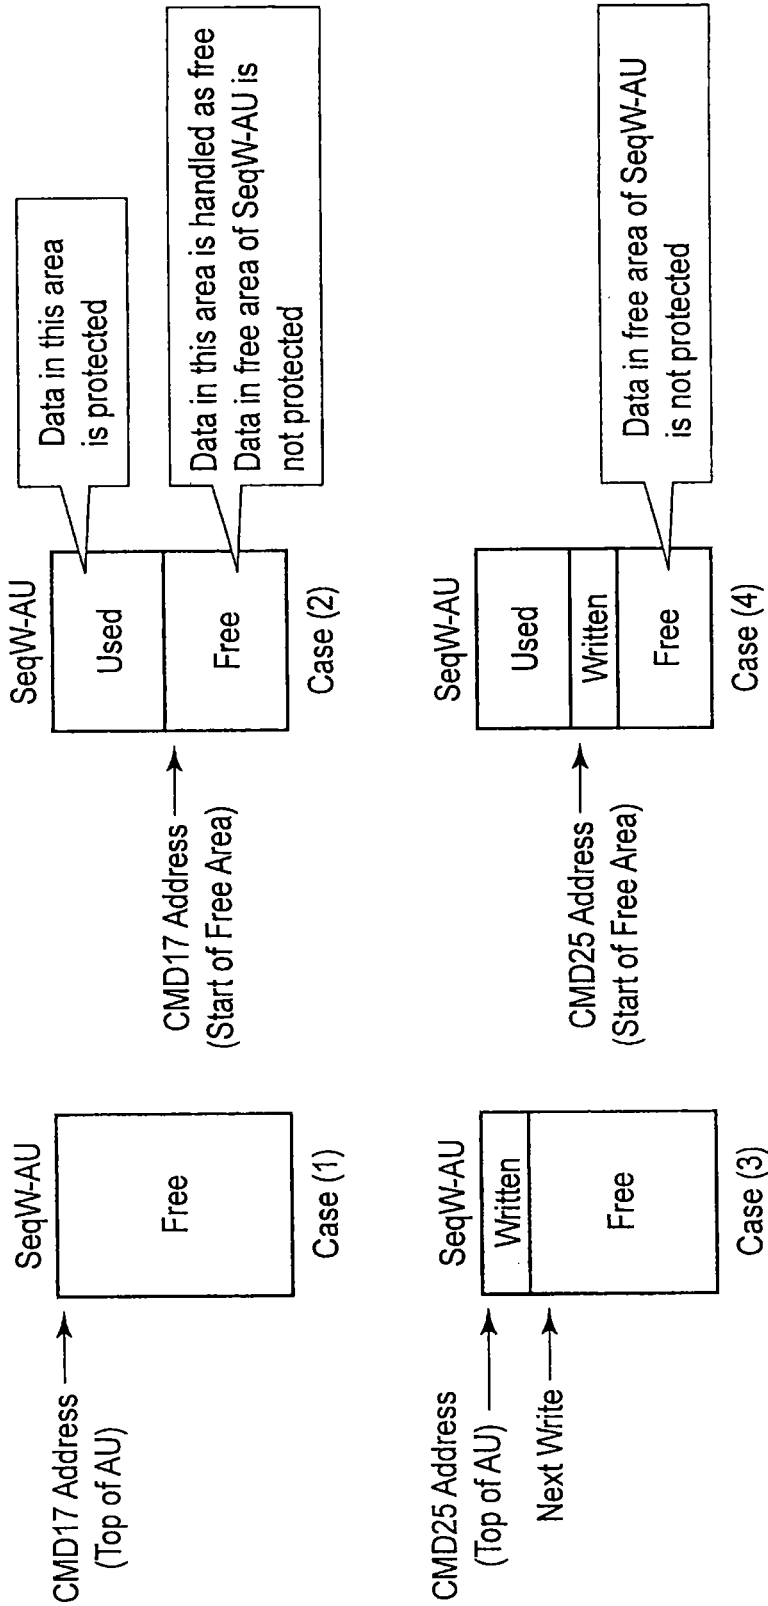 CMD17 Address
(Top of AU)
SeqW-AU
Free
Case (1)
CMD17 Address
(Start of Free Area)
SeqW-AU
Used
Free
Case (2)
Data in this area
is protected
Data in this area is handled as free
Data in free area of SeqW-AU is
not protected
CMD25 Address
(Top of AU)
Next Write
SeqW-AU
Written
Free
Case (3)
CMD25 Address
(Start of Free Area)
SeqW-AU
Used
Written
Free
Case (4)
Data in free area of SeqW-AU
is not protected